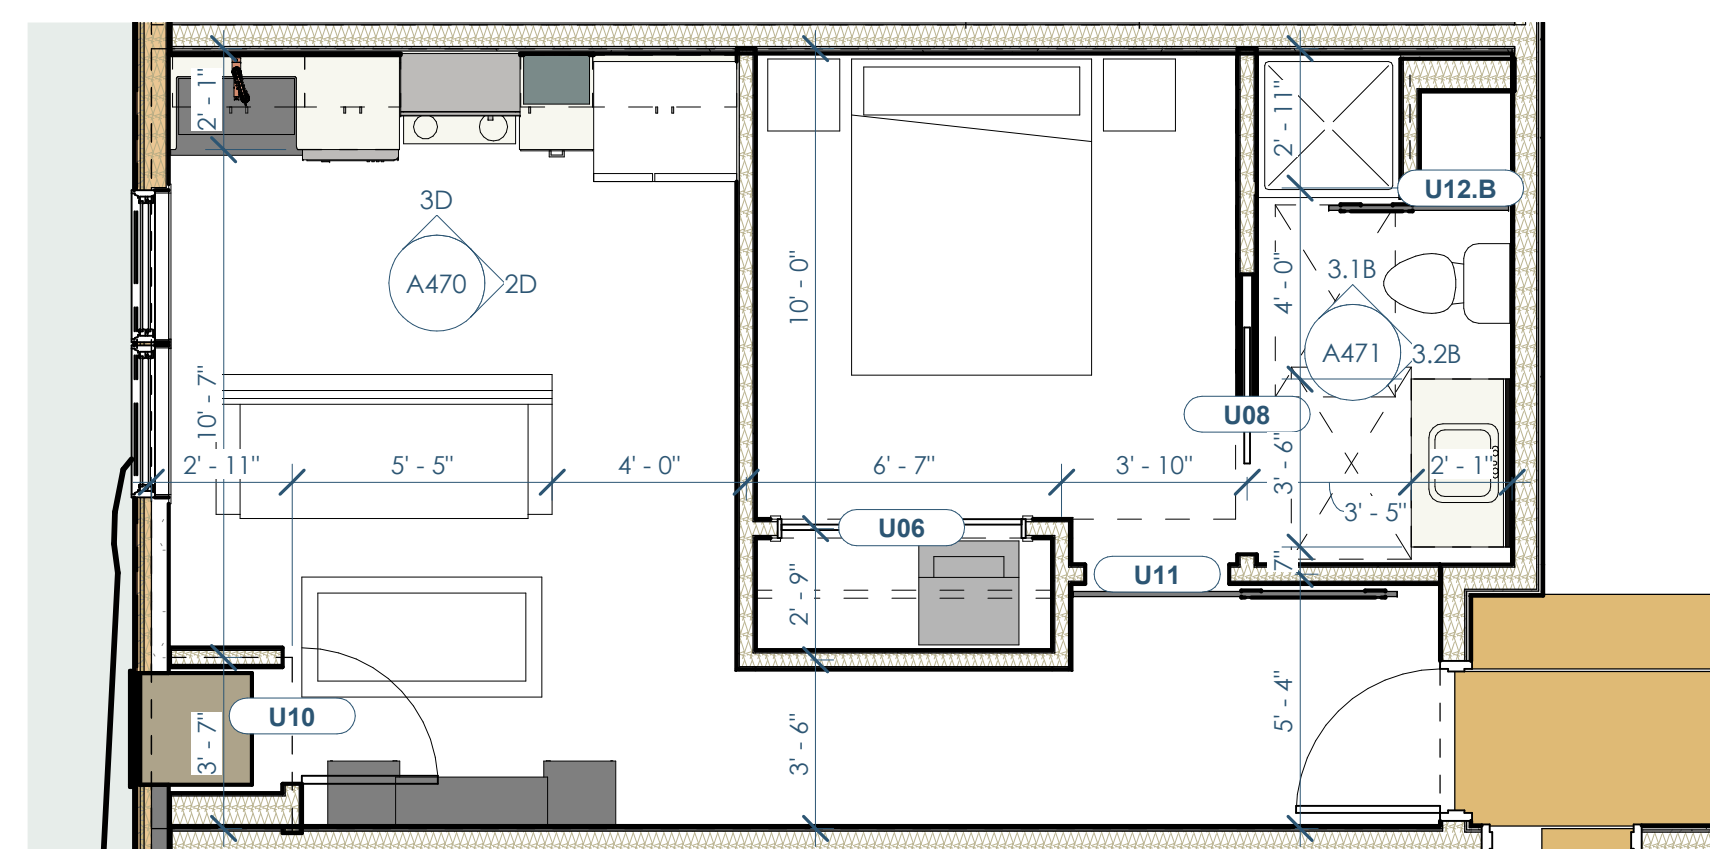 2' - 1"
2' - 11"
U12.B
3D
A470
2D
10' - 0"
4' - 0"
3.1B
A471
3.2B
10' - 7"
U08
2' - 11"
5' - 5"
4' - 0"
6' - 7"
3' - 10"
3' - 6"
2' - 1"
3' - 5"
U06
2' - 9"
U11
7"
U10
3' - 7"
3' - 6"
5' - 4"